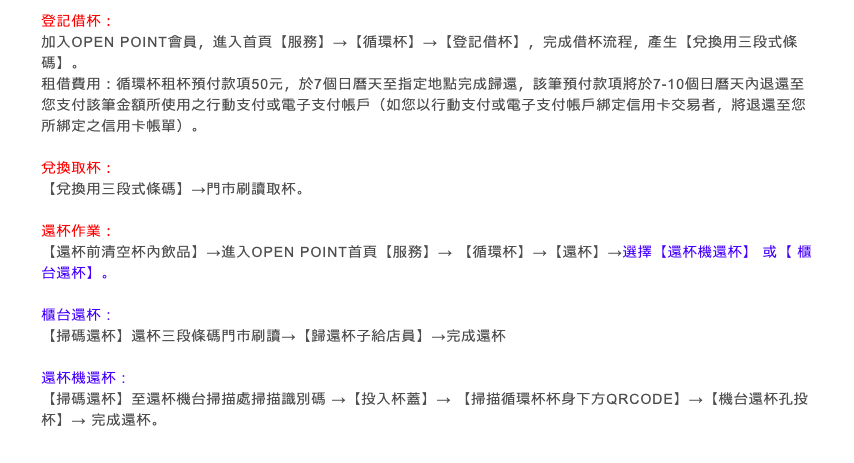 登記借杯：
加入OPEN POINT會員，進入首頁【服務】→【循環杯】→【登記借杯】，完成借杯流程，產生【兌換用三段式條
碼】。
租借費用：循環杯租杯預付款項50元，於7個日曆天至指定地點完成歸還，該筆預付款項將於7-10個日曆天內退還至
您支付該筆金額所使用之行動支付或電子支付帳戶（如您以行動支付或電子支付帳戶綁定信用卡交易者，將退還至您
所綁定之信用卡帳單）。
兌換取杯：
【兌換用三段式條碼】→門市刷讀取杯。
還杯作業：
【還杯前清空杯內飲品】→進入OPEN POINT首頁【服務】→ 【循環杯】→【還杯】→選擇【還杯機還杯】 或【 櫃
台還杯】。
櫃台還杯：
【掃碼還杯】還杯三段條碼門市刷讀→【歸還杯子給店員】→完成還杯
還杯機還杯：
【掃碼還杯】至還杯機台掃描處掃描識別碼 →【投入杯蓋】→ 【掃描循環杯杯身下方QRCODE】→【機台還杯孔投
杯】→ 完成還杯。